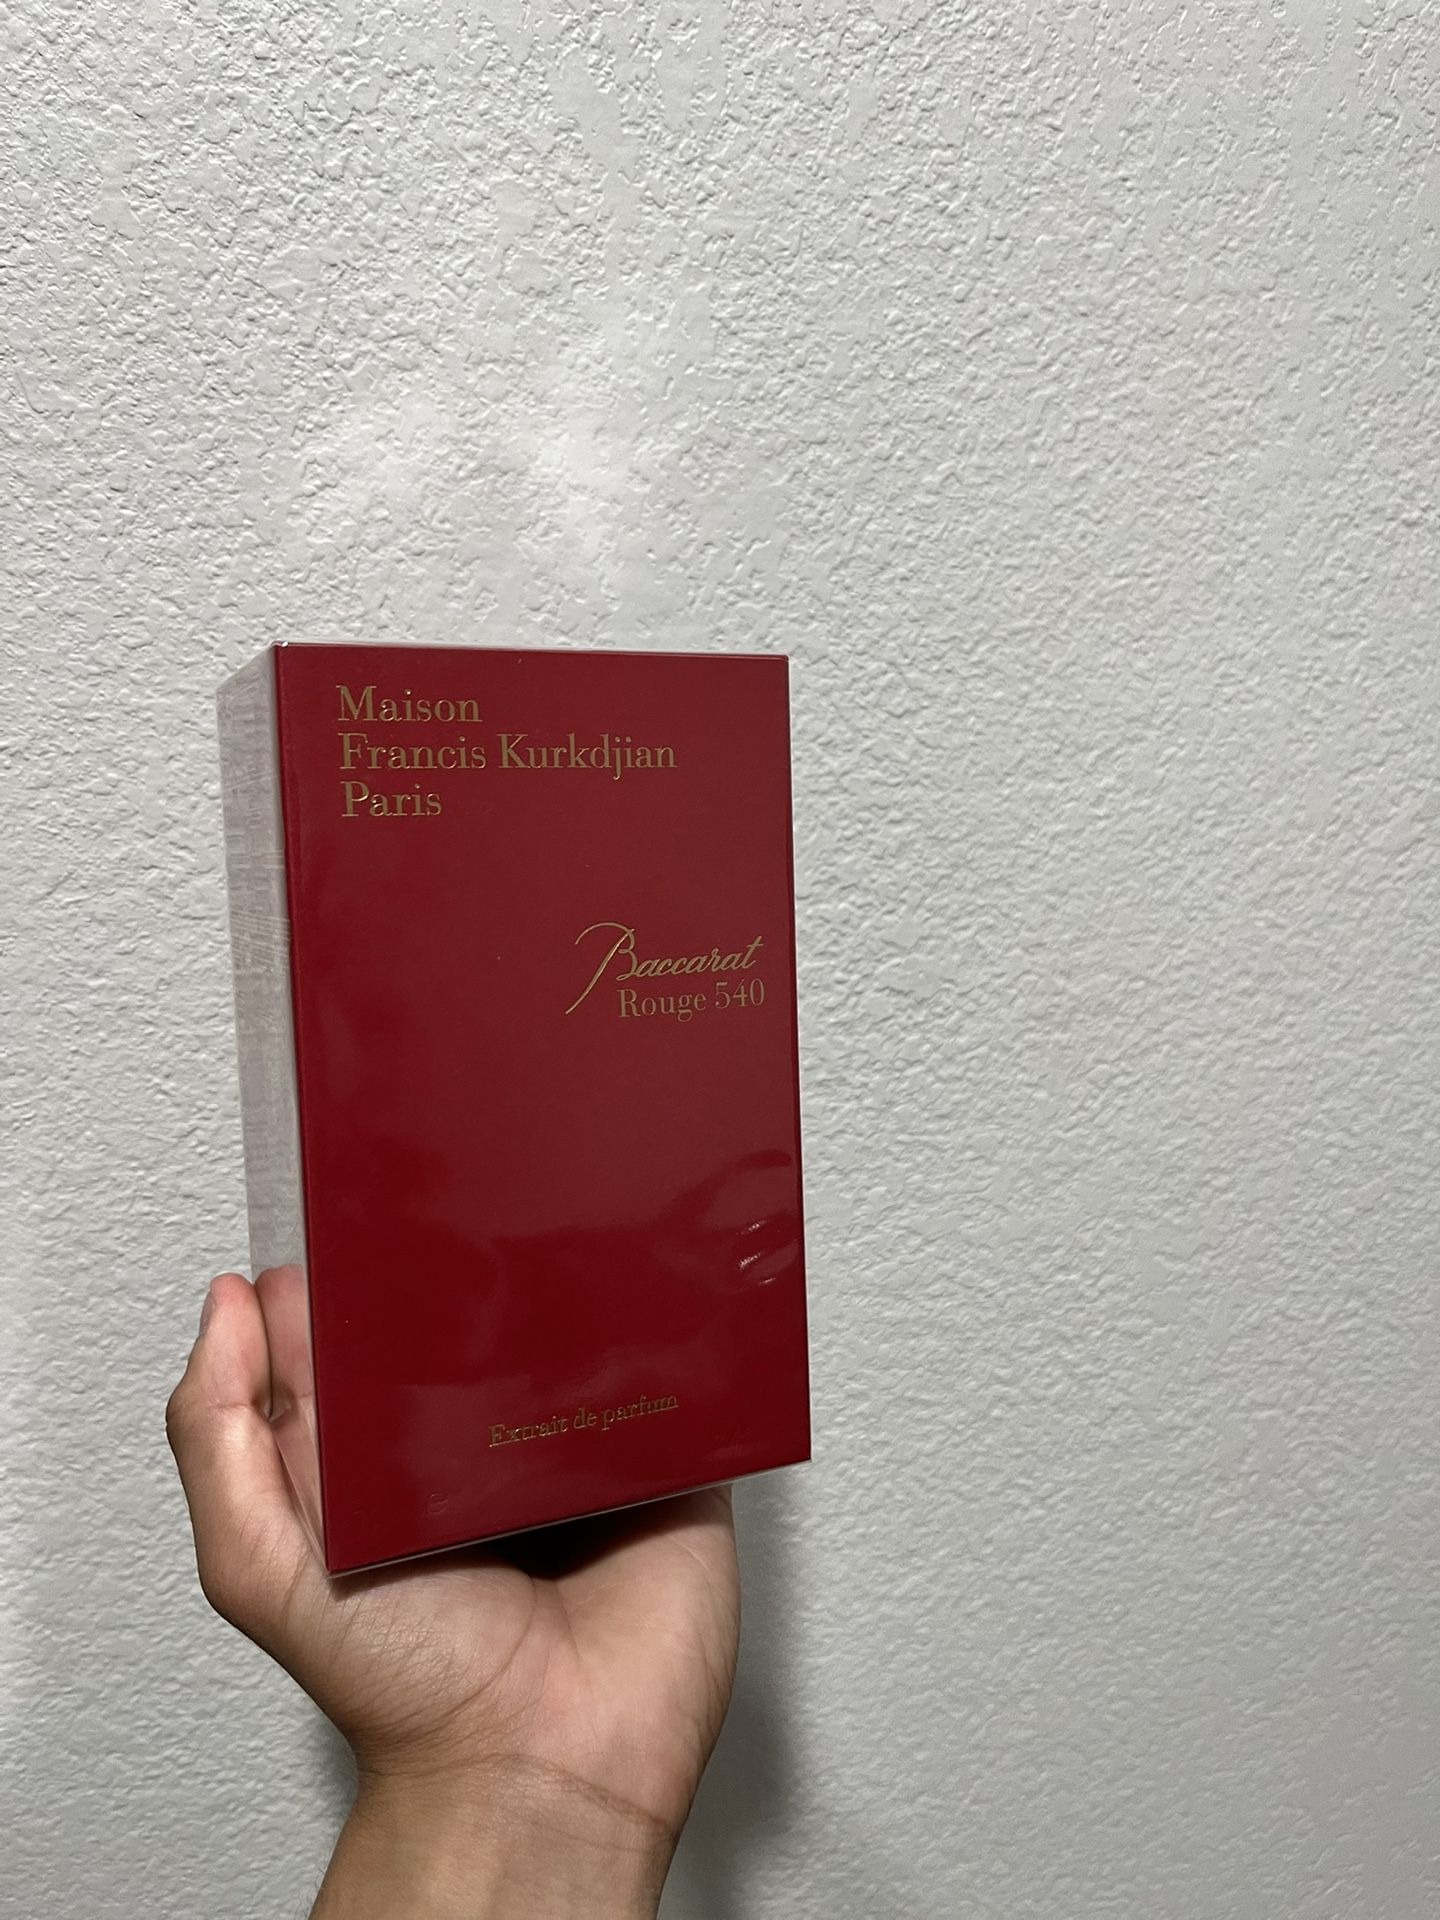 Maison
Francis Kurkdjian
Paris
Baccarat
Rouge 540
Extrait de parfum
e